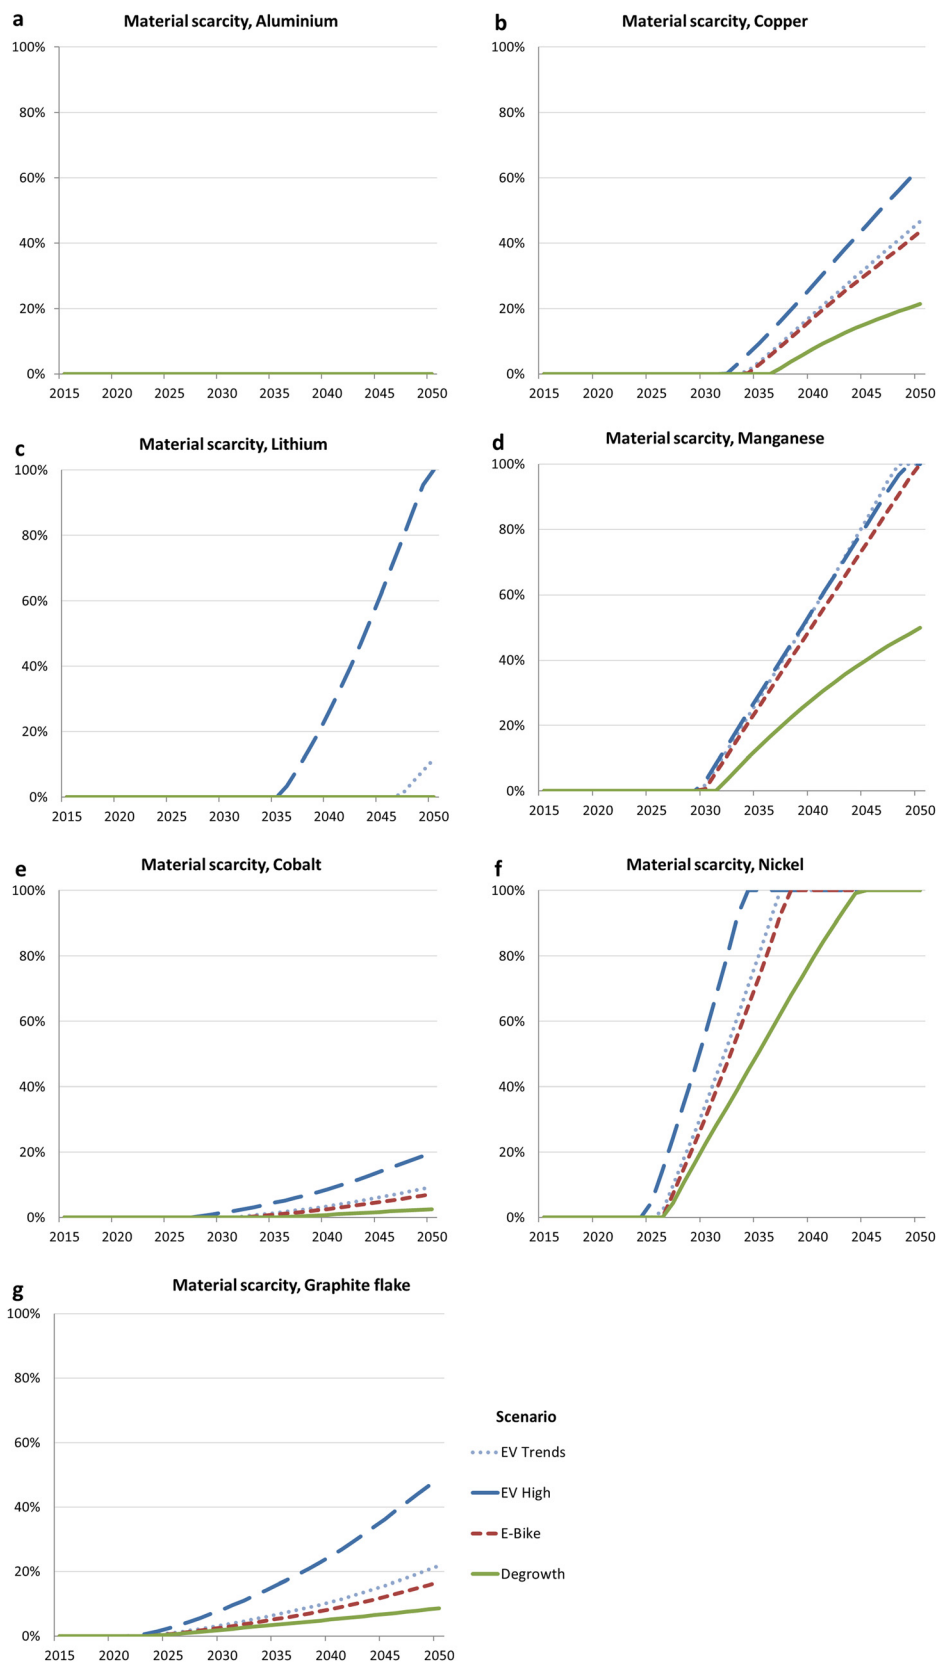 a
Material scarcity, Aluminium
100%
80%
60%
40%
20%
0%
2015 2020 2025 2030 2035 2040 2045 2050
b
Material scarcity, Copper
100%
80%
60%
40%
20%
0%
2015 2020 2025 2030 2035 2040 2045 2050
c
Material scarcity, Lithium
100%
80%
60%
40%
20%
0%
2015 2020 2025 2030 2035 2040 2045 2050
d
Material scarcity, Manganese
100%
80%
60%
40%
20%
0%
2015 2020 2025 2030 2035 2040 2045 2050
e
Material scarcity, Cobalt
100%
80%
60%
40%
20%
0%
2015 2020 2025 2030 2035 2040 2045 2050
f
Material scarcity, Nickel
100%
80%
60%
40%
20%
0%
2015 2020 2025 2030 2035 2040 2045 2050
g
Material scarcity, Graphite flake
100%
80%
60%
40%
20%
0%
2015 2020 2025 2030 2035 2040 2045 2050
Scenario
EV Trends
EV High
E-Bike
Degrowth